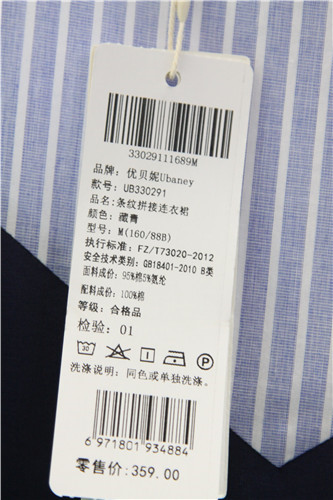 33029111689M
品牌：优贝妮Ubaney
款号：UB330291
品名：条纹拼接连衣裙
颜色：藏青
型号：M(160/88B)
执行标准：FZ/T73020-2012
安全技术类别：GB18401-2010 B类
面料成份：95%棉5%氨纶
配料成份：100%棉
等级：合格品
检验：01
30 P
洗涤说明：同色或单独洗涤。
6 971801 934884
零售价：359.00